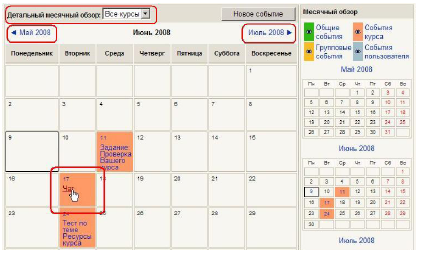 Детальный месячный обзор: Все курсы
Новое событие
◄ Май 2008
Июнь 2008
Июль 2008 ►
Понедельник Вторник Среда Четверг Пятница Суббота Воскресенье
1
2 3 4 5 6 7 8
9 10 11 12 13 14 15
Задание:
Проверка
Вашего
курса
16 17 18 19 20 21 22
Чат
23 24 25 26 27 28 29
Тест по
теме
Ресурсы
курса
Месячный обзор
Общие события
События курса
Групповые события
События пользователя
Май 2008
Пн Вт Ср Чт Пт Сб Вс
1 2 3 4
5 6 7 8 9 10 11
12 13 14 15 16 17 18
19 20 21 22 23 24 25
26 27 28 29 30 31
Июнь 2008
Пн Вт Ср Чт Пт Сб Вс
1
2 3 4 5 6 7 8
9 10 11 12 13 14 15
16 17 18 19 20 21 22
23 24 25 26 27 28 29
Июль 2008